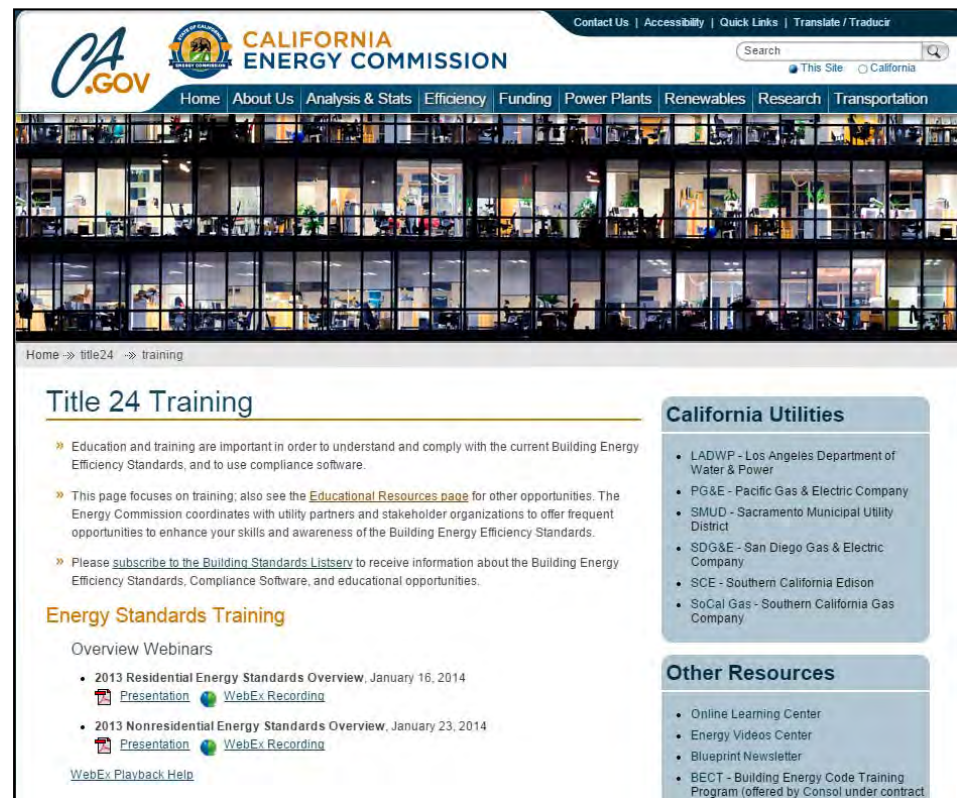 Contact Us | Accessibility | Quick Links | Translate / Traducir
CA
.GOV
STATE OF CALIFORNIA
ENERGY COMMISSION
CALIFORNIA
ENERGY COMMISSION
Search
This Site California
Home About Us Analysis & Stats Efficiency Funding Power Plants Renewables Research Transportation
Home -» title24 -» training
Title 24 Training
» Education and training are important in order to understand and comply with the current Building Energy
Efficiency Standards, and to use compliance software.
» This page focuses on training; also see the Educational Resources page for other opportunities. The
Energy Commission coordinates with utility partners and stakeholder organizations to offer frequent
opportunities to enhance your skills and awareness of the Building Energy Efficiency Standards.
» Please subscribe to the Building Standards Listserv to receive information about the Building Energy
Efficiency Standards, Compliance Software, and educational opportunities.
Energy Standards Training
Overview Webinars
• 2013 Residential Energy Standards Overview, January 16, 2014
Presentation WebEx Recording
• 2013 Nonresidential Energy Standards Overview, January 23, 2014
Presentation WebEx Recording
WebEx Playback Help
California Utilities
• LADWP - Los Angeles Department of
Water & Power
• PG&E - Pacific Gas & Electric Company
• SMUD - Sacramento Municipal Utility
District
• SDG&E - San Diego Gas & Electric
Company
• SCE - Southern California Edison
• SoCal Gas - Southern California Gas
Company
Other Resources
• Online Learning Center
• Energy Videos Center
• Blueprint Newsletter
• BECT - Building Energy Code Training
Program (offered by Consol under contract